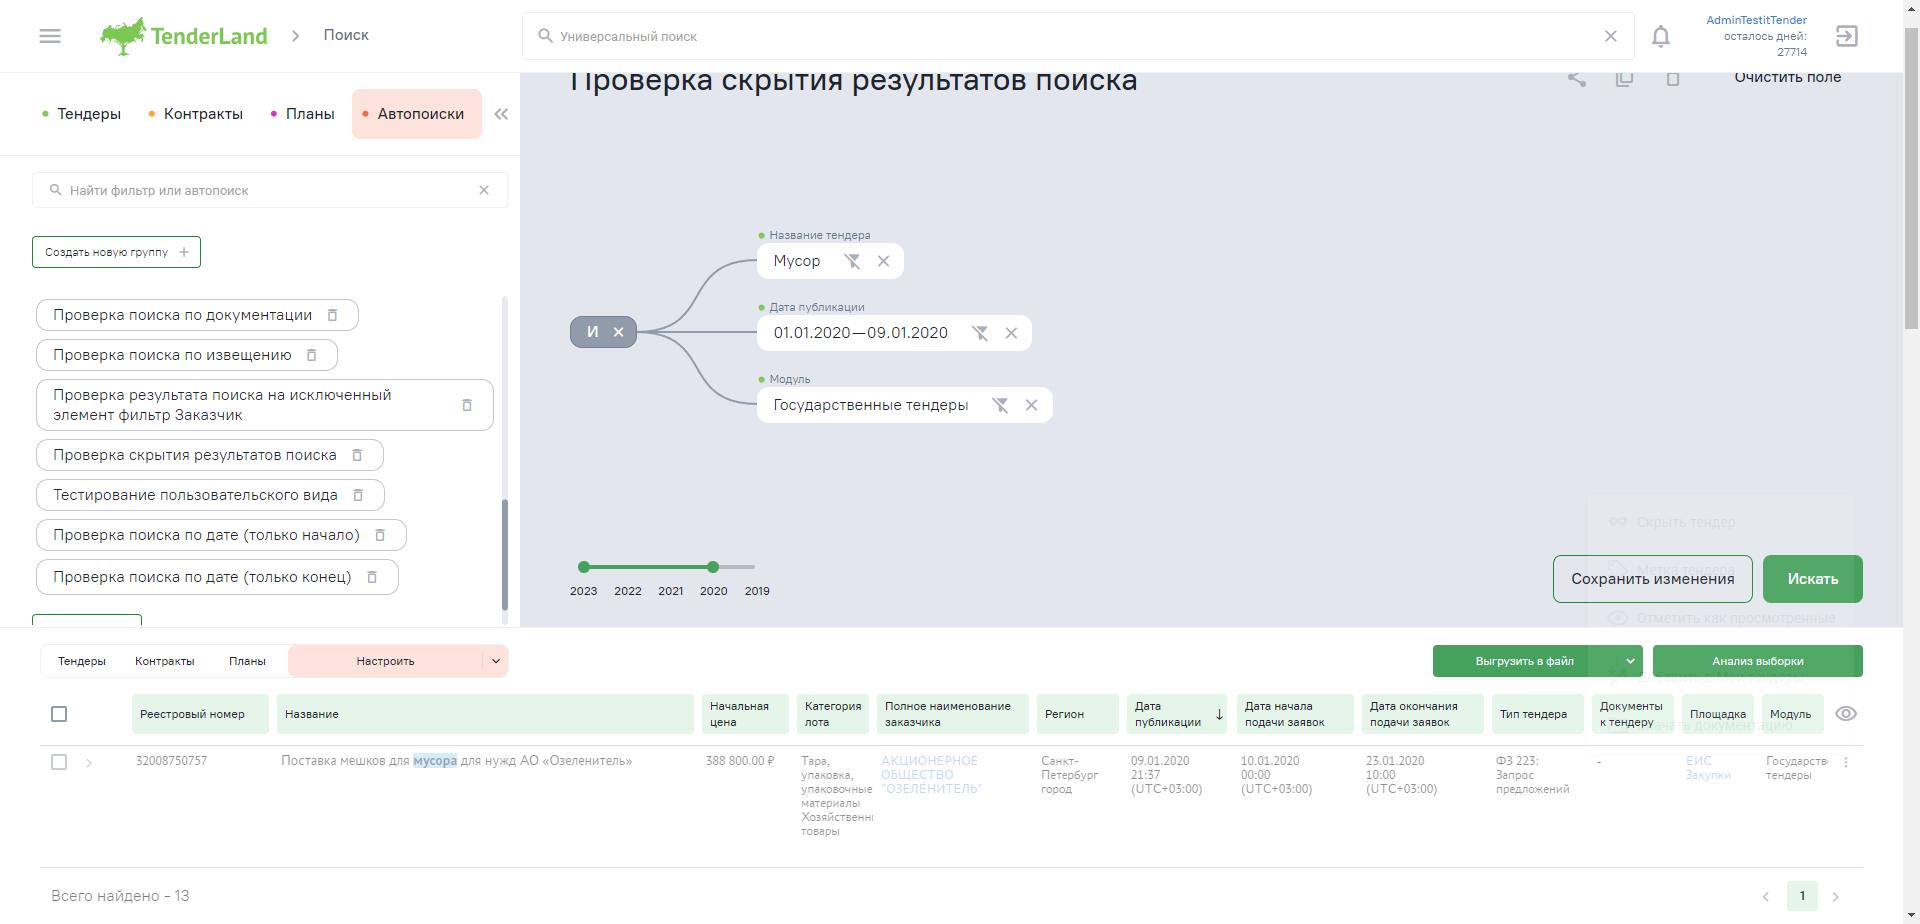 TenderLand
Поиск
Универсальный поиск
AdminTestitTender
осталось дней:
27714
Тендеры
Контракты
Планы
Автопоиски
Найти фильтр или автопоиск
Создать новую группу
Проверка поиска по документации
Проверка поиска по извещению
Проверка результата поиска на исключенный
элемент фильтр Заказчик
Проверка скрытия результатов поиска
Тестирование пользовательского вида
Проверка поиска по дате (только начало)
Проверка поиска по дате (только конец)
Проверка скрытия результатов поиска
Очистить поле
Название тендера
Мусор
И
Дата публикации
01.01.2020—09.01.2020
Модуль
Государственные тендеры
2023 2022 2021 2020 2019
Скрыть тендер
Метка тендера
Отметить как просмотренные
Сохранить изменения
Искать
Тендеры
Контракты
Планы
Настроить
Выгрузить в файл
Анализ выборки
Реестровый номер
Название
Начальная
цена
Категория
лота
Полное наименование
заказчика
Регион
Дата
публикации
Дата начала
подачи заявок
Дата окончания
подачи заявок
Тип тендера
Документы
к тендеру
Площадка
Модуль
32008750757
Поставка мешков для мусора для нужд АО «Озеленитель»
388 800.00 ₽
Тара,
упаковка,
упаковочные
материалы
Хозяйственн
товары
АКЦИОНЕРНОЕ
ОБЩЕСТВО
"ОЗЕЛЕНИТЕЛЬ"
Санкт-
Петербург
город
09.01.2020
21:37
(UTC+03:00)
10.01.2020
00:00
(UTC+03:00)
23.01.2020
10:00
(UTC+03:00)
ФЗ 223:
Запрос
предложений
-
ЕИС
Закупки
Государств
тендеры
Всего найдено - 13
1